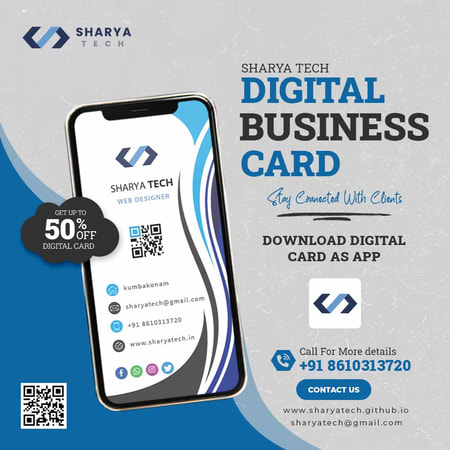 SHARYA
TECH
SHARYA TECH
DIGITAL
BUSINESS
CARD
Stay Connected With Clients
DOWNLOAD DIGITAL
CARD AS APP
Call For More details
+91 8610313720
CONTACT US
www.sharyatech.github.io
sharyatech@gmail.com
GET UP TO
50% OFF
DIGITAL CARD
SHARYA TECH
WEB DESIGNER
kumbakonam
sharyatech@gmail.com
+91 8610313720
www.sharyatech.in